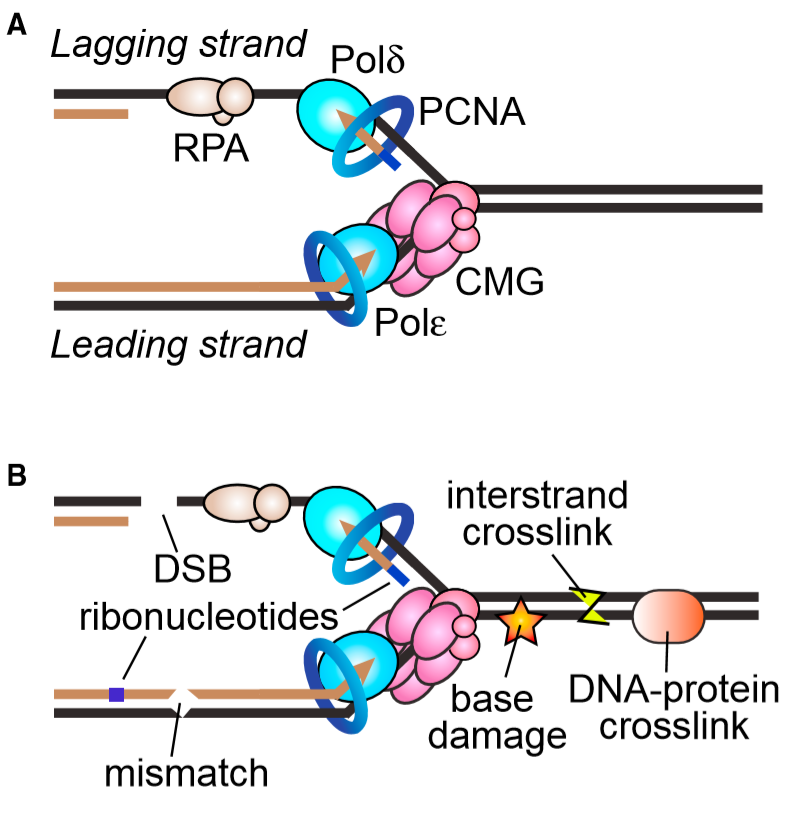 A
Lagging strand
Polδ
PCNA
RPA
CMG
Polε
Leading strand
B
interstrand
crosslink
DSB
ribonucleotides
base
damage
DNA-protein
crosslink
mismatch